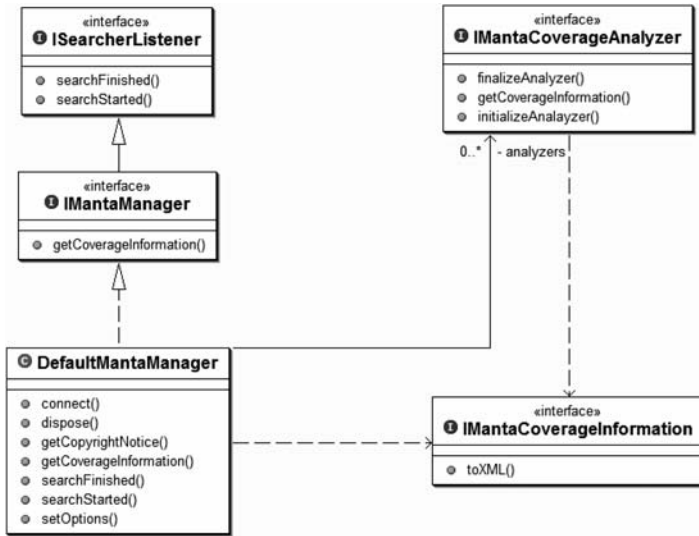 «interface»
I ISearcherListener
searchFinished()
searchStarted()
«interface»
I IMantaManager
getCoverageInformation()
C DefaultMantaManager
connect()
dispose()
getCopyrightNotice()
getCoverageInformation()
searchFinished()
searchStarted()
setOptions()
«interface»
I IMantaCoverageAnalyzer
finalizeAnalyzer()
getCoverageInformation()
initializeAnalayzer()
0..* - analyzers
«interface»
I IMantaCoverageInformation
toXML()